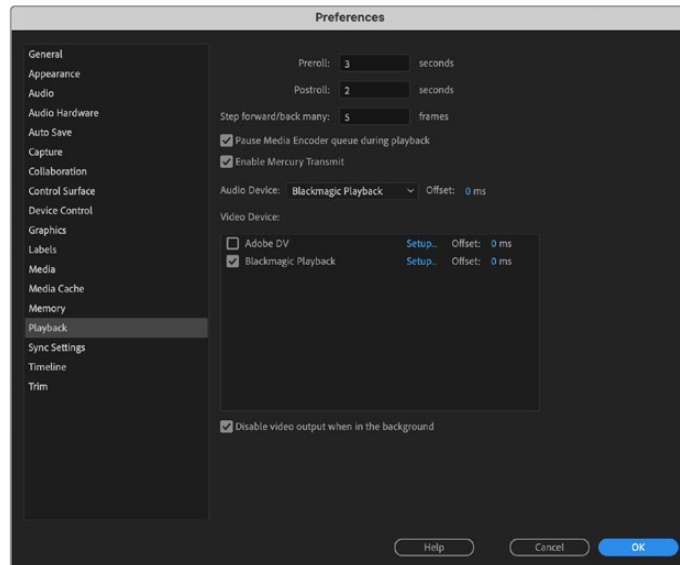 Preferences
General
Appearance
Audio
Audio Hardware
Auto Save
Capture
Collaboration
Control Surface
Device Control
Graphics
Labels
Media
Media Cache
Memory
Playback
Sync Settings
Timeline
Trim
Preroll: 3 seconds
Postroll: 2 seconds
Step forward/back many: 5 frames
Pause Media Encoder queue during playback
Enable Mercury Transmit
Audio Device: Blackmagic Playback Offset: 0 ms
Video Device:
Adobe DV Setup... Offset: 0 ms
Blackmagic Playback Setup... Offset: 0 ms
Disable video output when in the background
Help Cancel OK